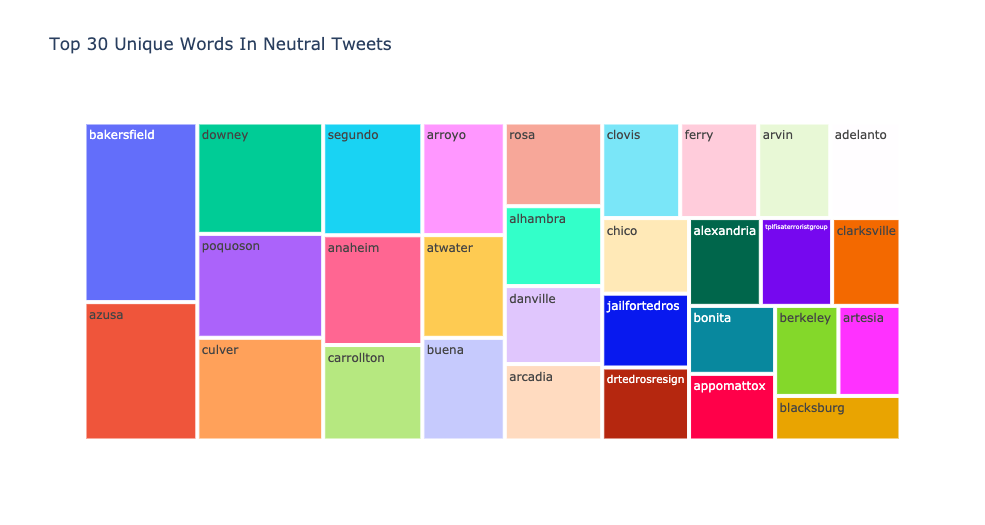 Top 30 Unique Words In Neutral Tweets
bakersfield
azusa
downey
poquoson
culver
segundo
anaheim
carrollton
arroyo
atwater
buena
rosa
alhambra
danville
arcadia
clovis
ferry
arvin
adelanto
chico
jailfortedros
drtedrosresign
alexandria
tplfisaterroristgroup
clarksville
bonita
appomattox
berkeley
artesia
blacksburg